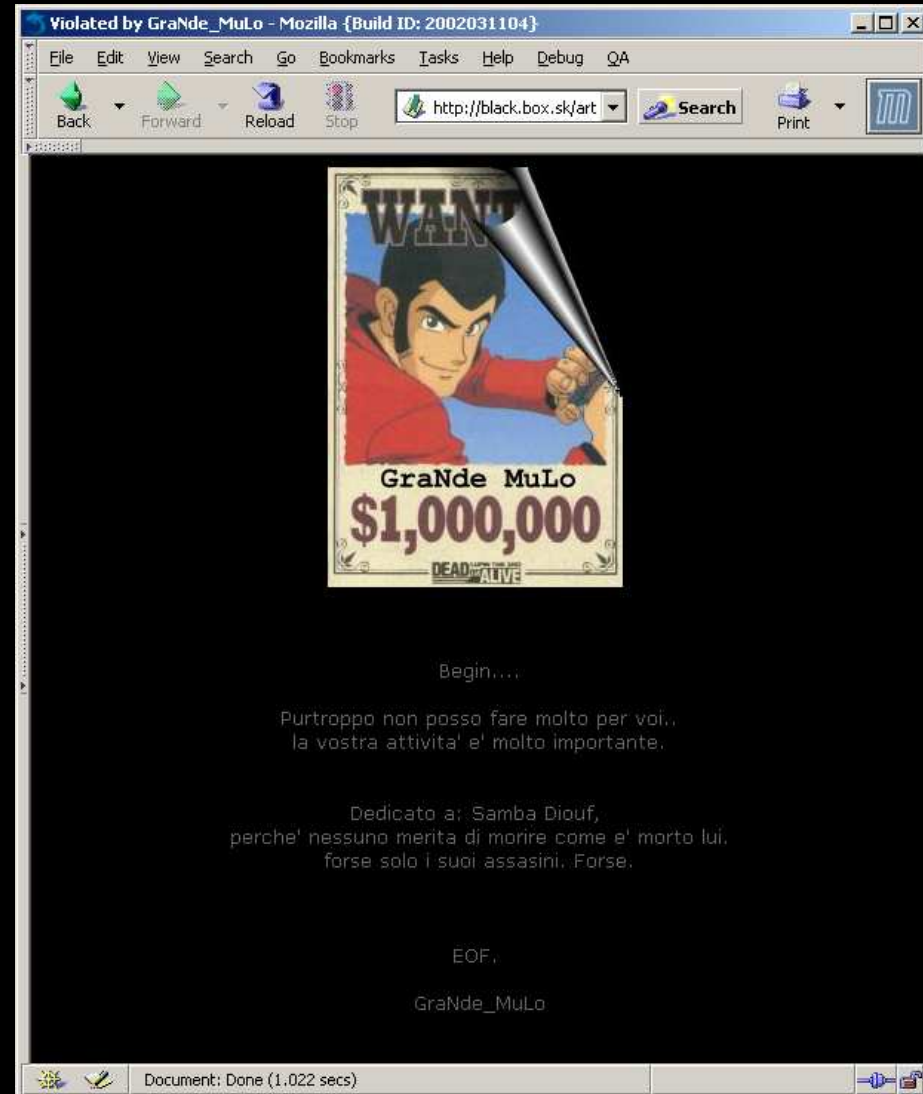 Violated by GraNde_MuLo - Mozilla {Build ID: 2002031104}
File Edit View Search Go Bookmarks Tasks Help Debug QA
Back Forward Reload Stop http://black.box.sk/art Search Print
WANT
GraNde MuLo
$1,000,000
DEAD ALIVE
Begin....
Purtroppo non posso fare molto per voi..
la vostra attivita' e' molto importante.
Dedicato a: Samba Diouf,
perche' nessuno merita di morire come e' morto lui.
forse solo i suoi assasini. Forse.
EOF.
GraNde_MuLo
Document: Done (1.022 secs)